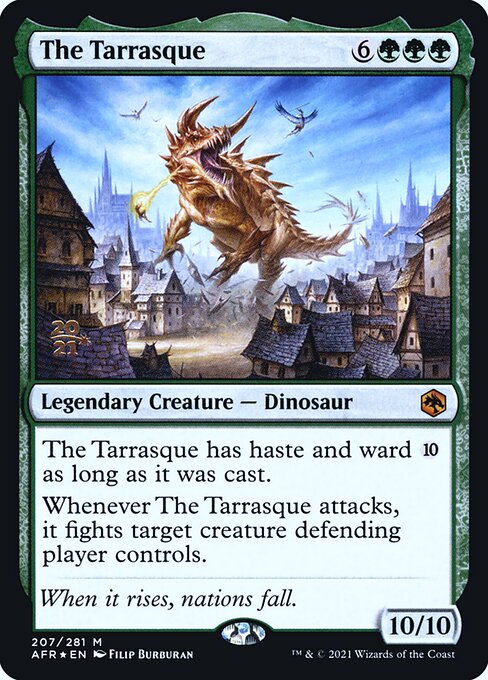 The Tarrasque 6
2021
Legendary Creature — Dinosaur
The Tarrasque has haste and ward 10
as long as it was cast.
Whenever The Tarrasque attacks,
it fights target creature defending
player controls.
When it rises, nations fall.
10/10
207/281 M
AFR★EN Filip Burburan
™ & © 2021 Wizards of the Coast